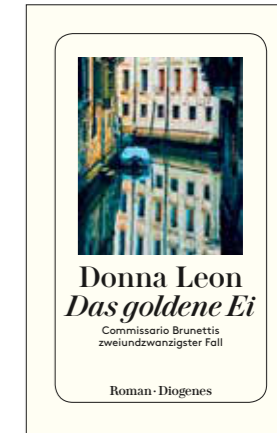 Donna Leon
Das goldene Ei
Commissario Brunettis
zweiundzwanzigster Fall
Roman · Diogenes